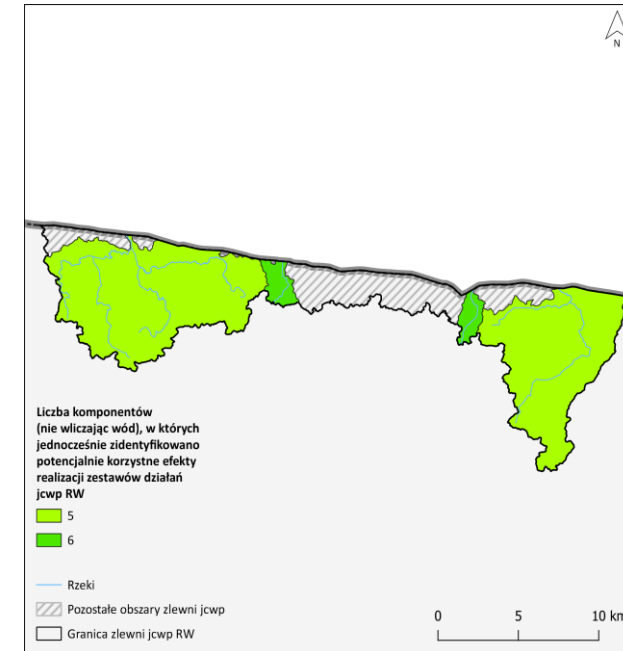 N
Liczba komponentów
(nie wliczając wód), w których
jednocześnie zidentyfikowano
potencjalnie korzystne efekty
realizacji zestawów działań
jcwp RW
5
6
Rzeki
Pozostałe obszary zlewni jcwp
Granica zlewni jcwp RW
0 5 10 km